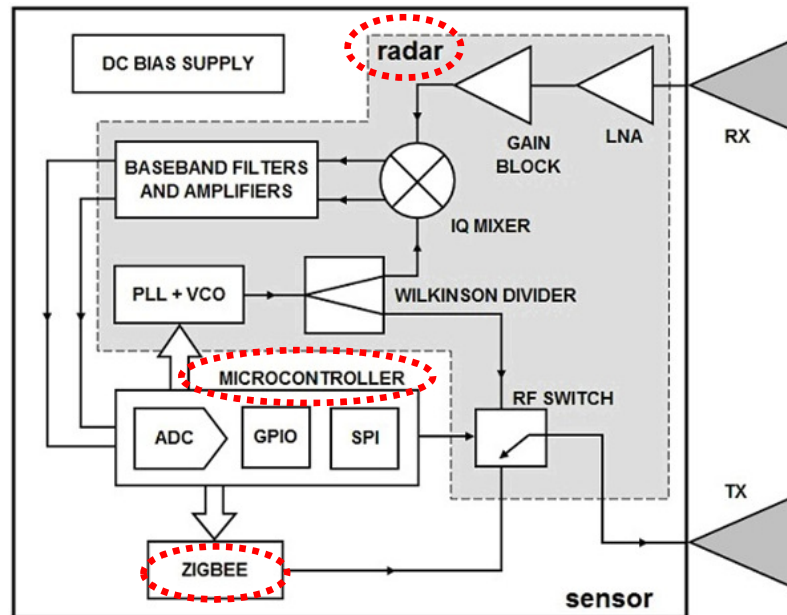 DC BIAS SUPPLY
radar
GAIN
BLOCK
LNA
RX
BASEBAND FILTERS
AND AMPLIFIERS
IQ MIXER
PLL + VCO
WILKINSON DIVIDER
MICROCONTROLLER
RF SWITCH
ADC
GPIO
SPI
TX
ZIGBEE
sensor